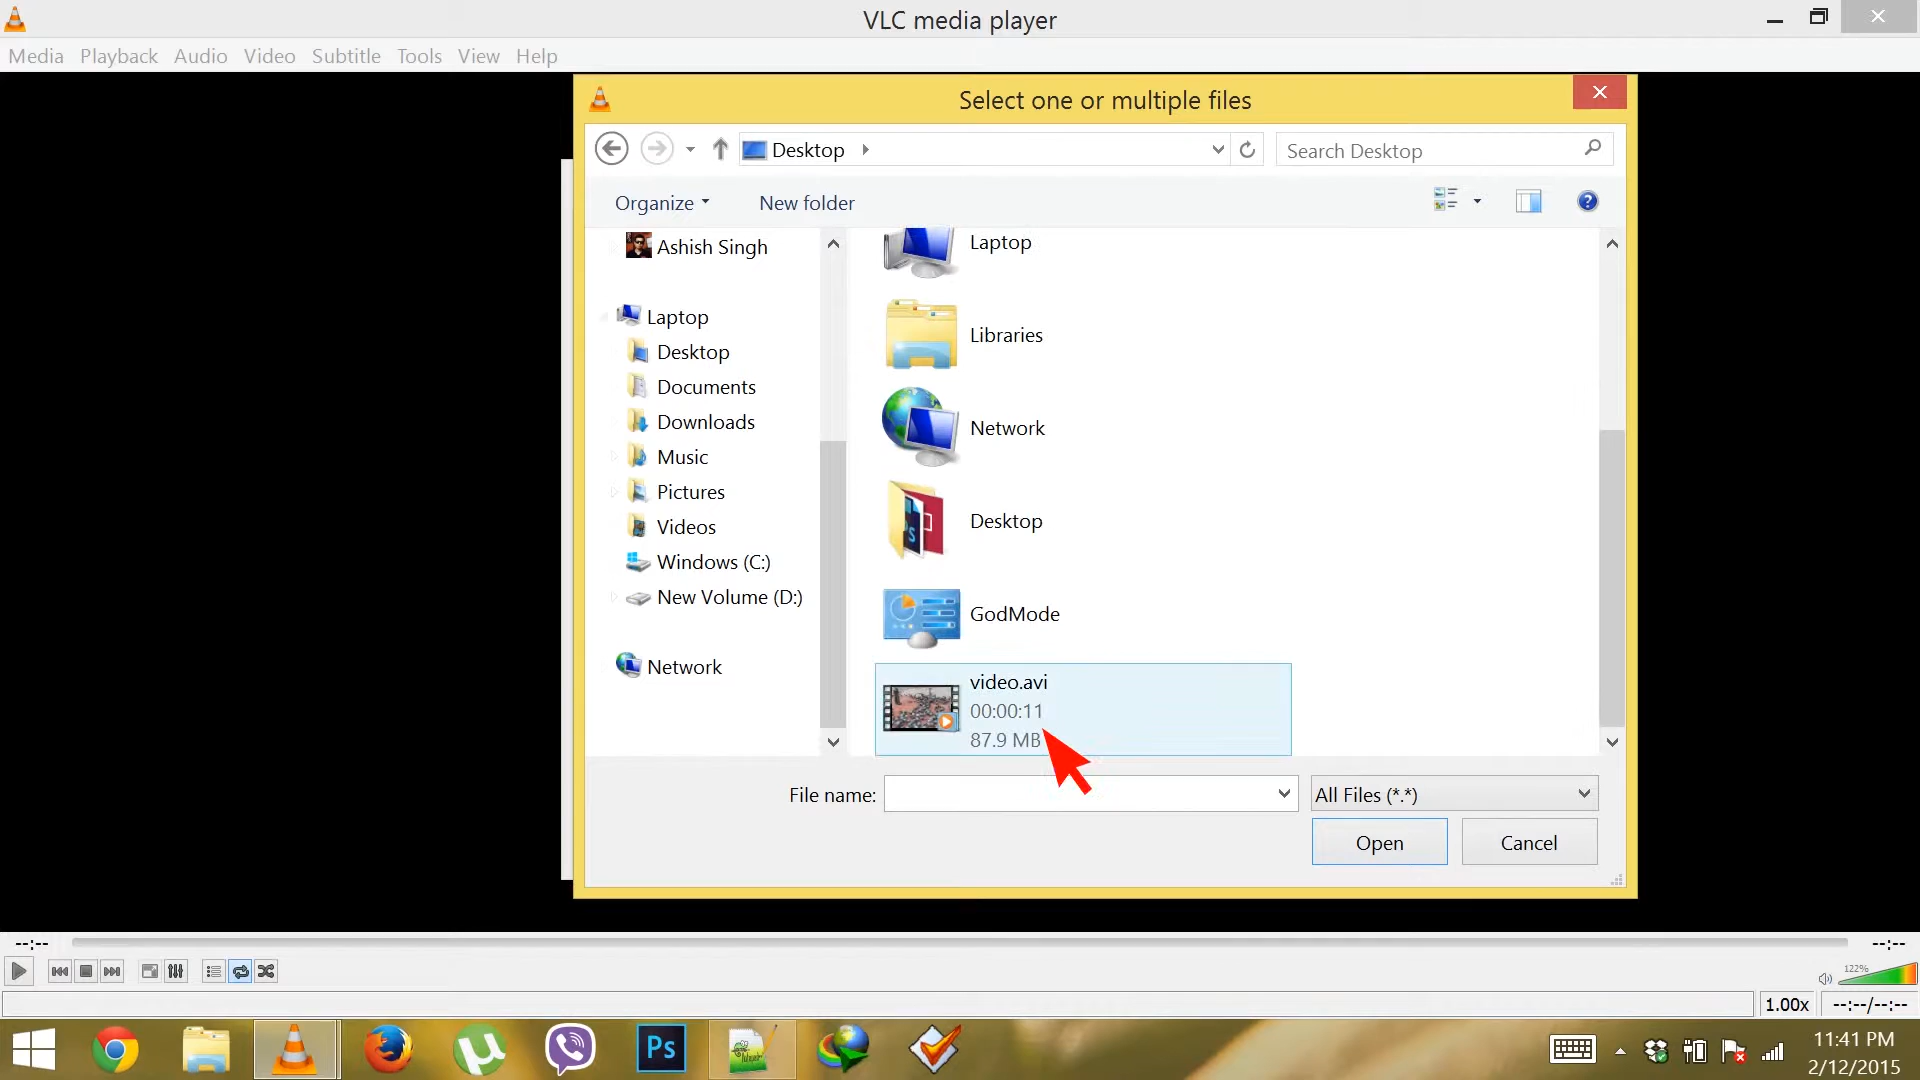 VLC media player
Media Playback Audio Video Subtitle Tools View Help
Select one or multiple files
Desktop
Search Desktop
Organize New folder
Ashish Singh
Laptop
Desktop
Documents
Downloads
Music
Pictures
Videos
Windows (C:)
New Volume (D:)
Network
Laptop
Libraries
Network
Desktop
GodMode
video.avi
00:00:11
87.9 MB
File name:
All Files (*.*)
Open Cancel
--:-- --:--
122%
1.00x --:--/--:--
Ps
11:41 PM
2/12/2015